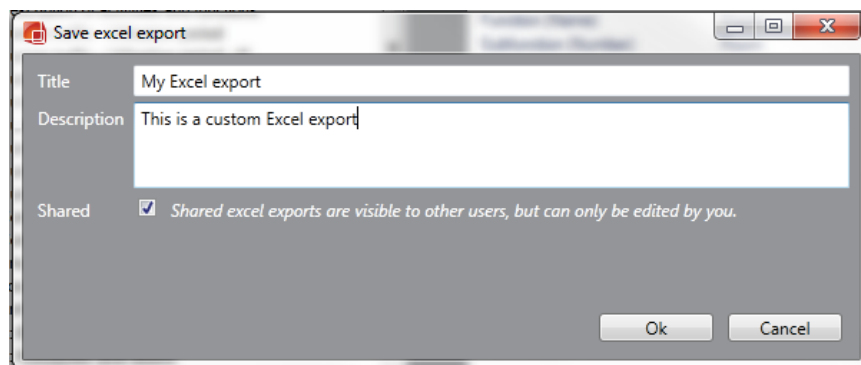 Save excel export
Title My Excel export
Description This is a custom Excel export
Shared Shared excel exports are visible to other users, but can only be edited by you.
Ok Cancel